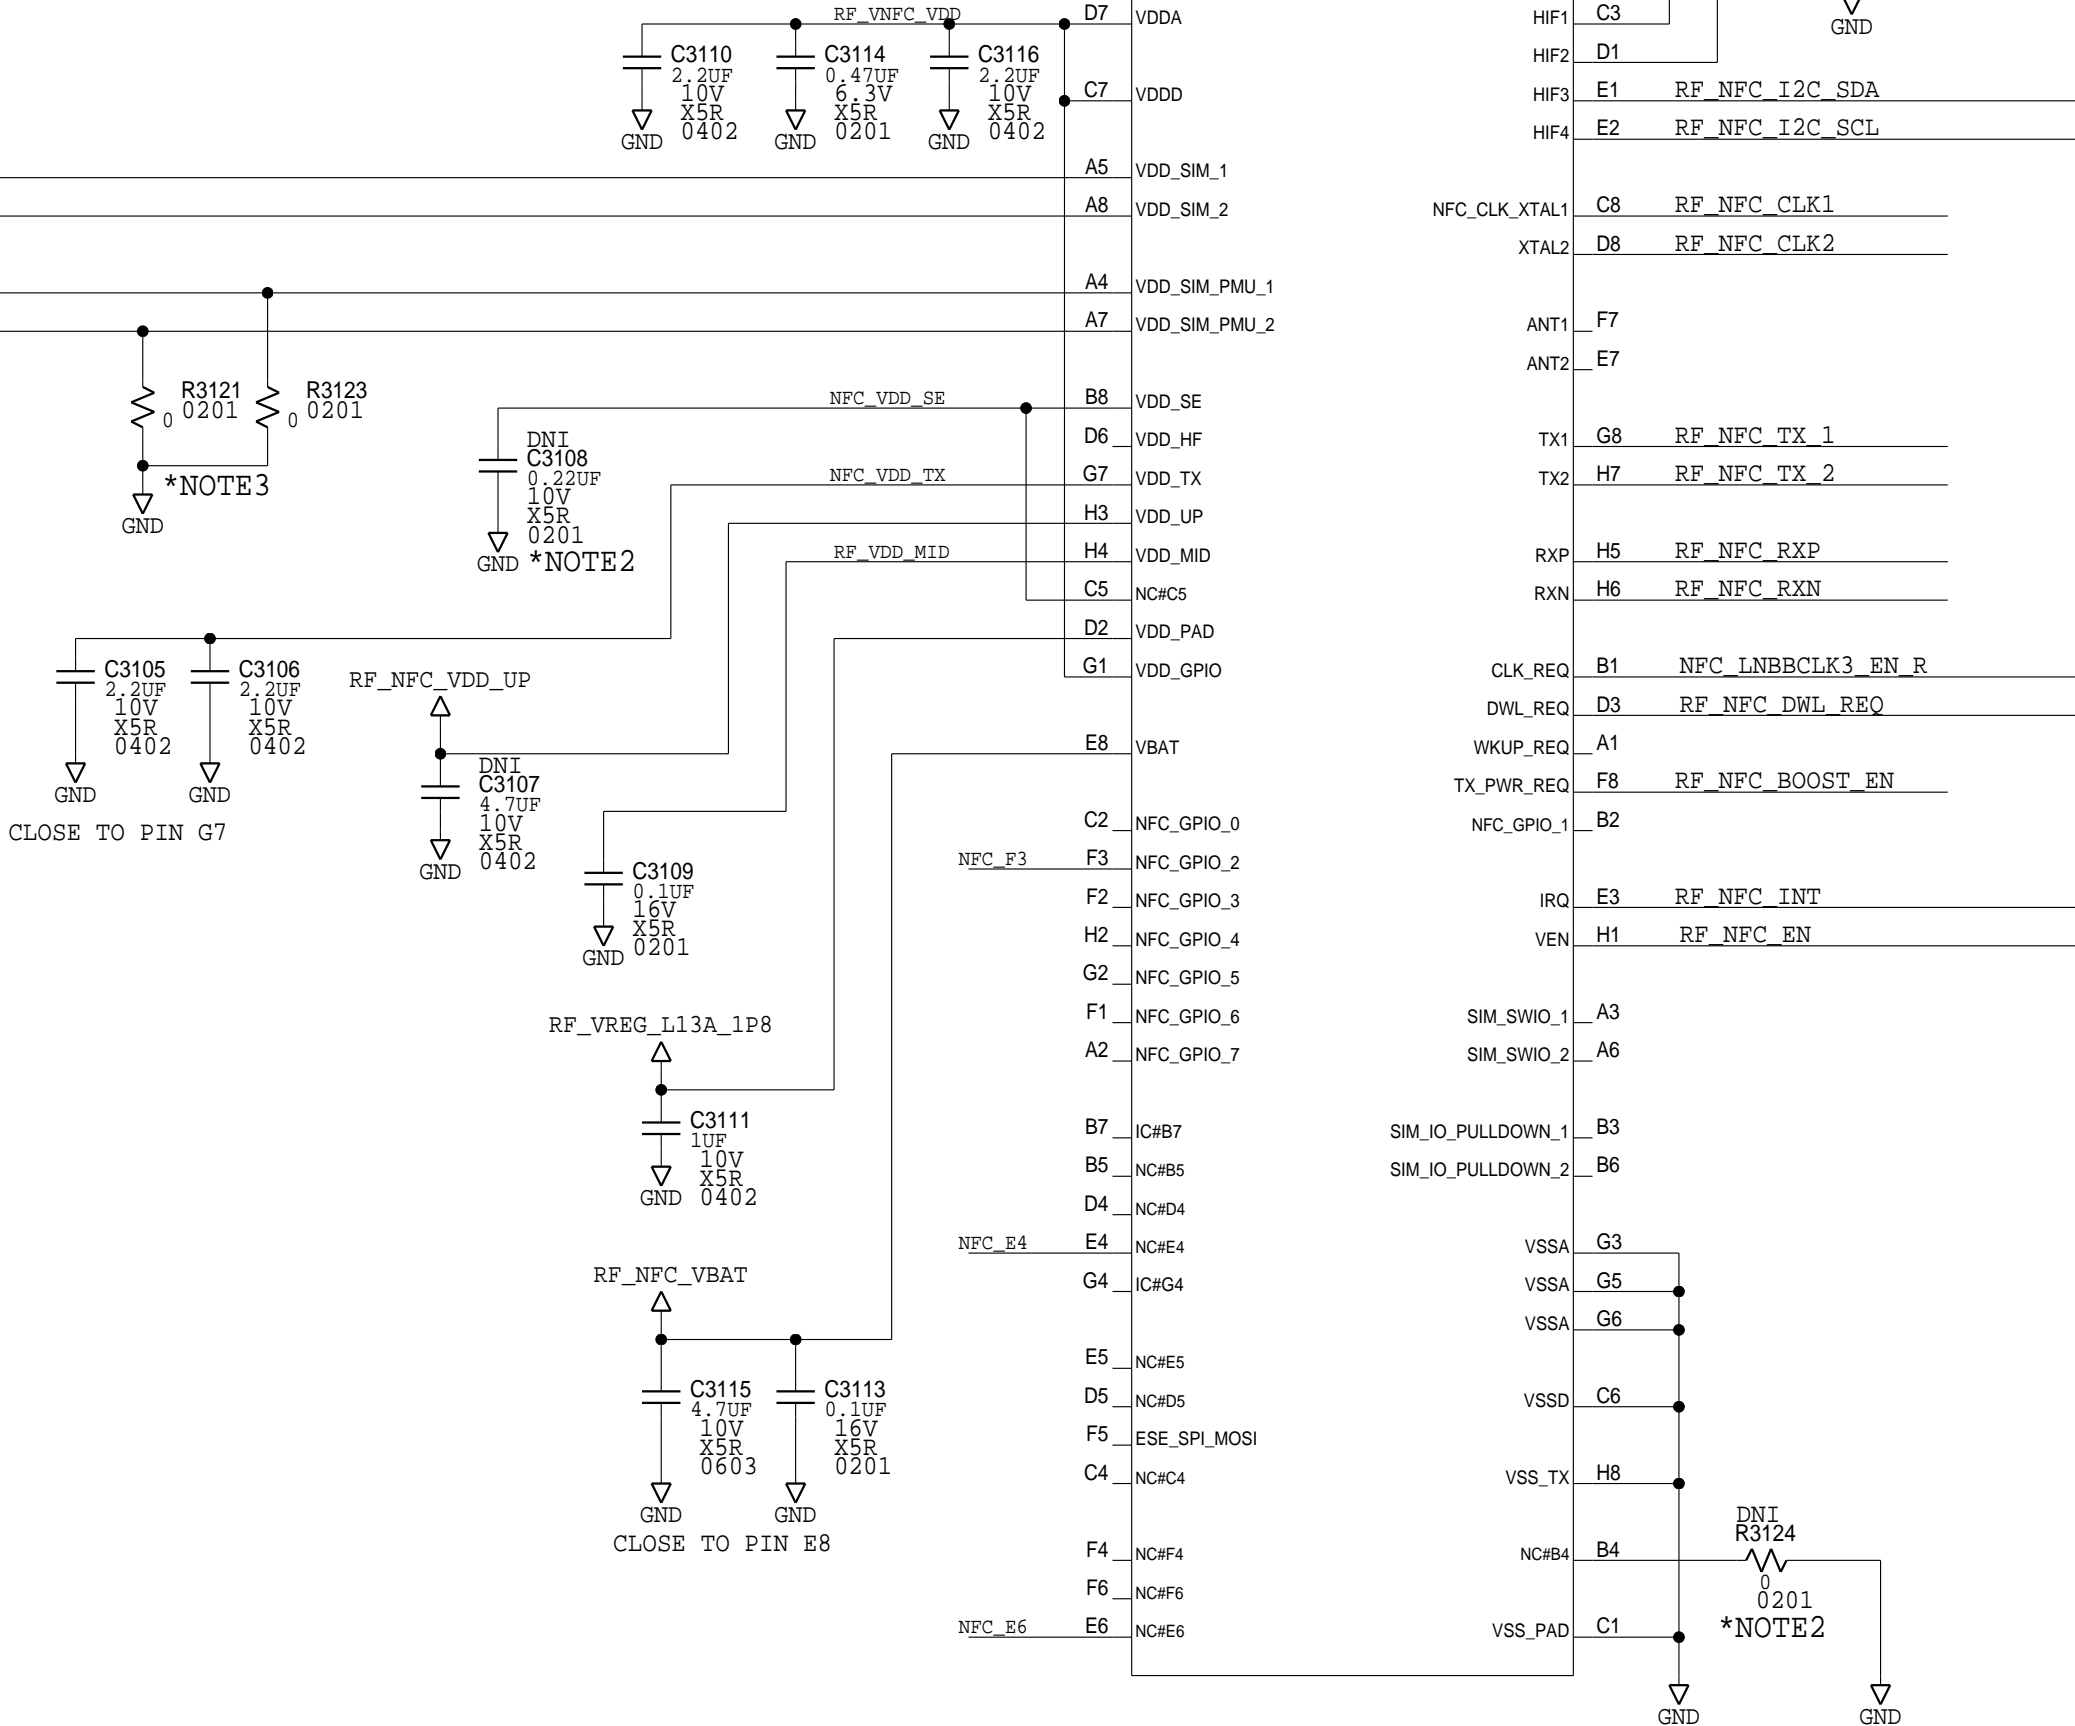 RF_VNFC_VDD
D7 VDDA
HIF1 C3
GND
C3110
2.2UF
10V
X5R
0402
GND
C3114
0.47UF
6.3V
X5R
0201
GND
C3116
2.2UF
10V
X5R
0402
GND
HIF2 D1
C7 VDDD
HIF3 E1 RF_NFC_I2C_SDA
HIF4 E2 RF_NFC_I2C_SCL
A5 VDD_SIM_1
A8 VDD_SIM_2
NFC_CLK_XTAL1 C8 RF_NFC_CLK1
XTAL2 D8 RF_NFC_CLK2
A4 VDD_SIM_PMU_1
A7 VDD_SIM_PMU_2
ANT1 F7
ANT2 E7
R3121
0 0201
R3123
0 0201
*NOTE3
GND
NFC_VDD_SE B8 VDD_SE
D6 VDD_HF
TX1 G8 RF_NFC_TX_1
DNI
C3108
0.22UF
10V
X5R
0201
GND *NOTE2
NFC_VDD_TX G7 VDD_TX
TX2 H7 RF_NFC_TX_2
H3 VDD_UP
RF_VDD_MID H4 VDD_MID
RXP H5 RF_NFC_RXP
C5 NC#C5
RXN H6 RF_NFC_RXN
D2 VDD_PAD
G1 VDD_GPIO
CLK_REQ B1 NFC_LNBBCLK3_EN_R
DWL_REQ D3 RF_NFC_DWL_REQ
C3105
2.2UF
10V
X5R
0402
GND
C3106
2.2UF
10V
X5R
0402
GND
CLOSE TO PIN G7
RF_NFC_VDD_UP
DNI
C3107
4.7UF
10V
X5R
0402
GND
E8 VBAT
WKUP_REQ A1
TX_PWR_REQ F8 RF_NFC_BOOST_EN
C2 NFC_GPIO_0
NFC_GPIO_1 B2
NFC_F3 F3 NFC_GPIO_2
C3109
0.1UF
16V
X5R
0201
GND
F2 NFC_GPIO_3
IRQ E3 RF_NFC_INT
H2 NFC_GPIO_4
VEN H1 RF_NFC_EN
G2 NFC_GPIO_5
F1 NFC_GPIO_6
SIM_SWIO_1 A3
A2 NFC_GPIO_7
SIM_SWIO_2 A6
RF_VREG_L13A_1P8
C3111
1UF
10V
X5R
0402
GND
B7 IC#B7
SIM_IO_PULLDOWN_1 B3
B5 NC#B5
SIM_IO_PULLDOWN_2 B6
D4 NC#D4
NFC_E4 E4 NC#E4
VSSA G3
G4 IC#G4
VSSA G5
VSSA G6
RF_NFC_VBAT
C3115
4.7UF
10V
X5R
0603
GND
C3113
0.1UF
16V
X5R
0201
GND
CLOSE TO PIN E8
E5 NC#E5
D5 NC#D5
VSSD C6
F5 ESE_SPI_MOSI
C4 NC#C4
VSS_TX H8
F4 NC#F4
NC#B4 B4
DNI
R3124
0
0201
*NOTE2
F6 NC#F6
NFC_E6 E6 NC#E6
VSS_PAD C1
GND
GND